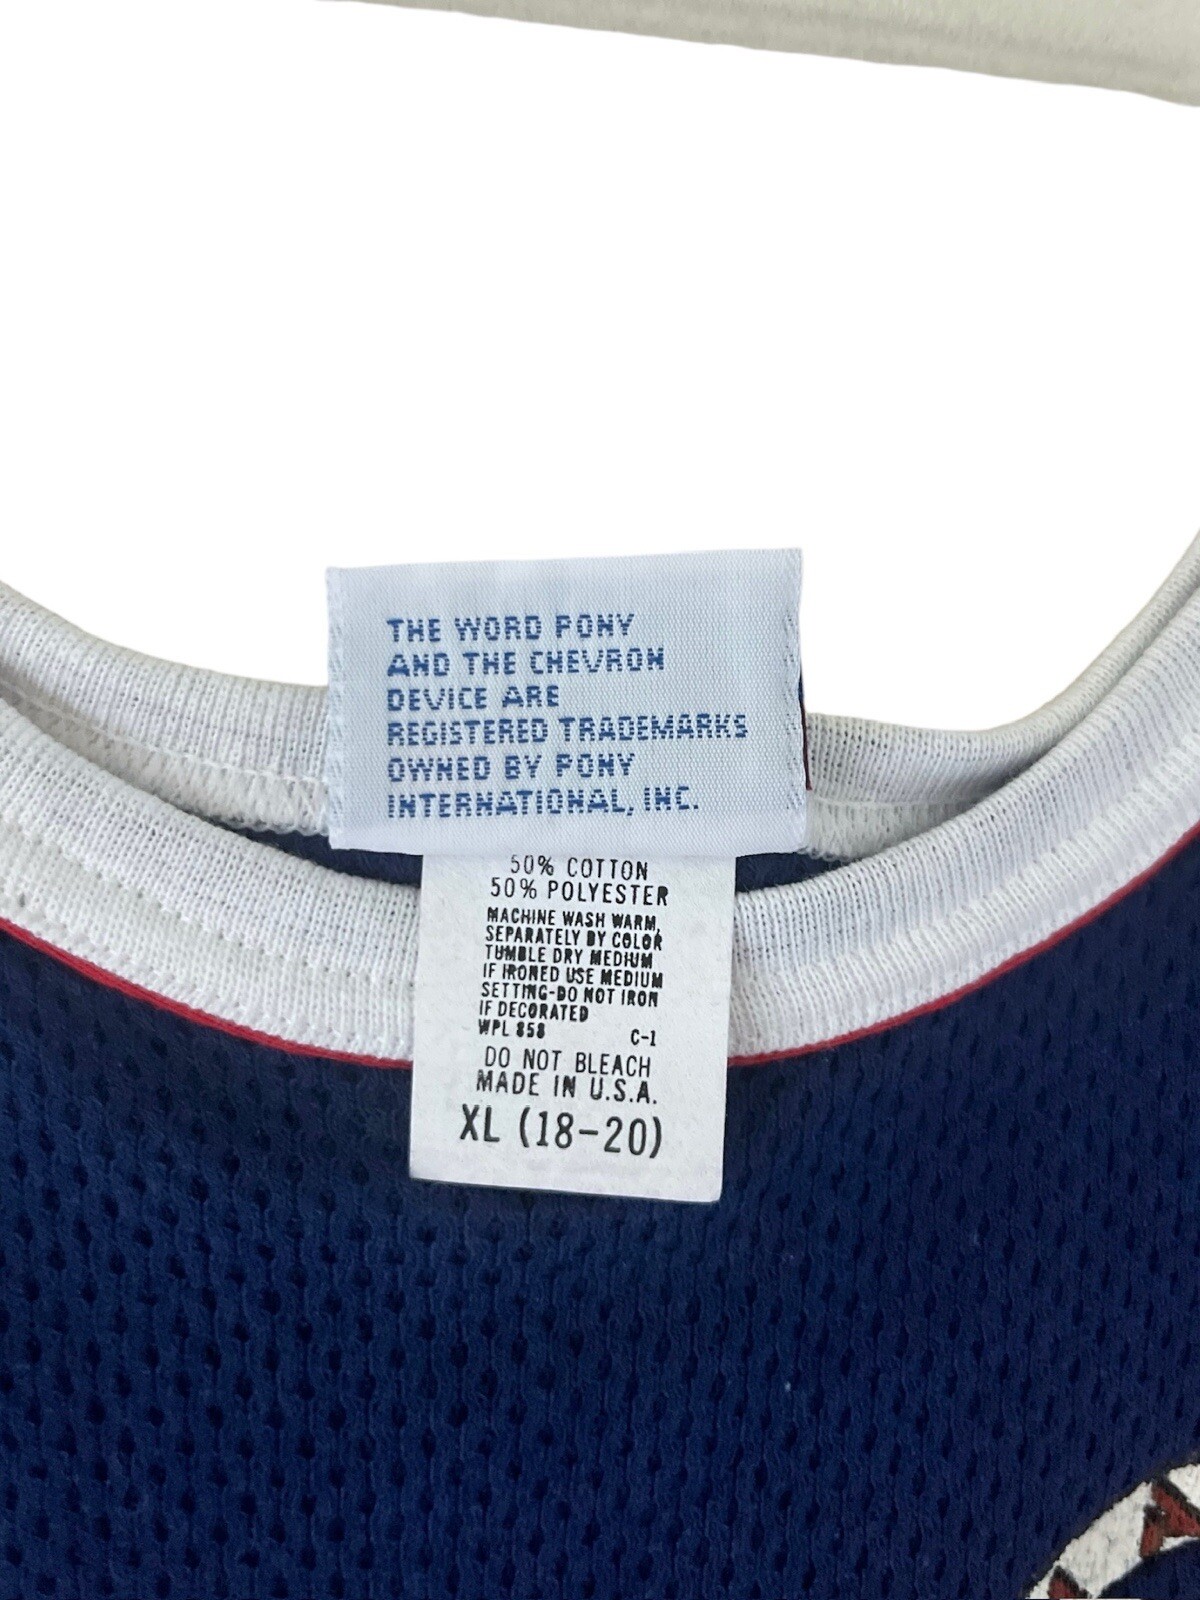 THE WORD PONY
AND THE CHEVRON
DEVICE ARE
REGISTERED TRADEMARKS
OWNED BY PONY
INTERNATIONAL, INC.
50% COTTON
50% POLYESTER
MACHINE WASH WARM,
SEPARATELY BY COLOR
TUMBLE DRY MEDIUM
IF IRONED USE MEDIUM
SETTING-DO NOT IRON
IF DECORATED
WPL 858 C-1
DO NOT BLEACH
MADE IN U.S.A.
XL (18-20)